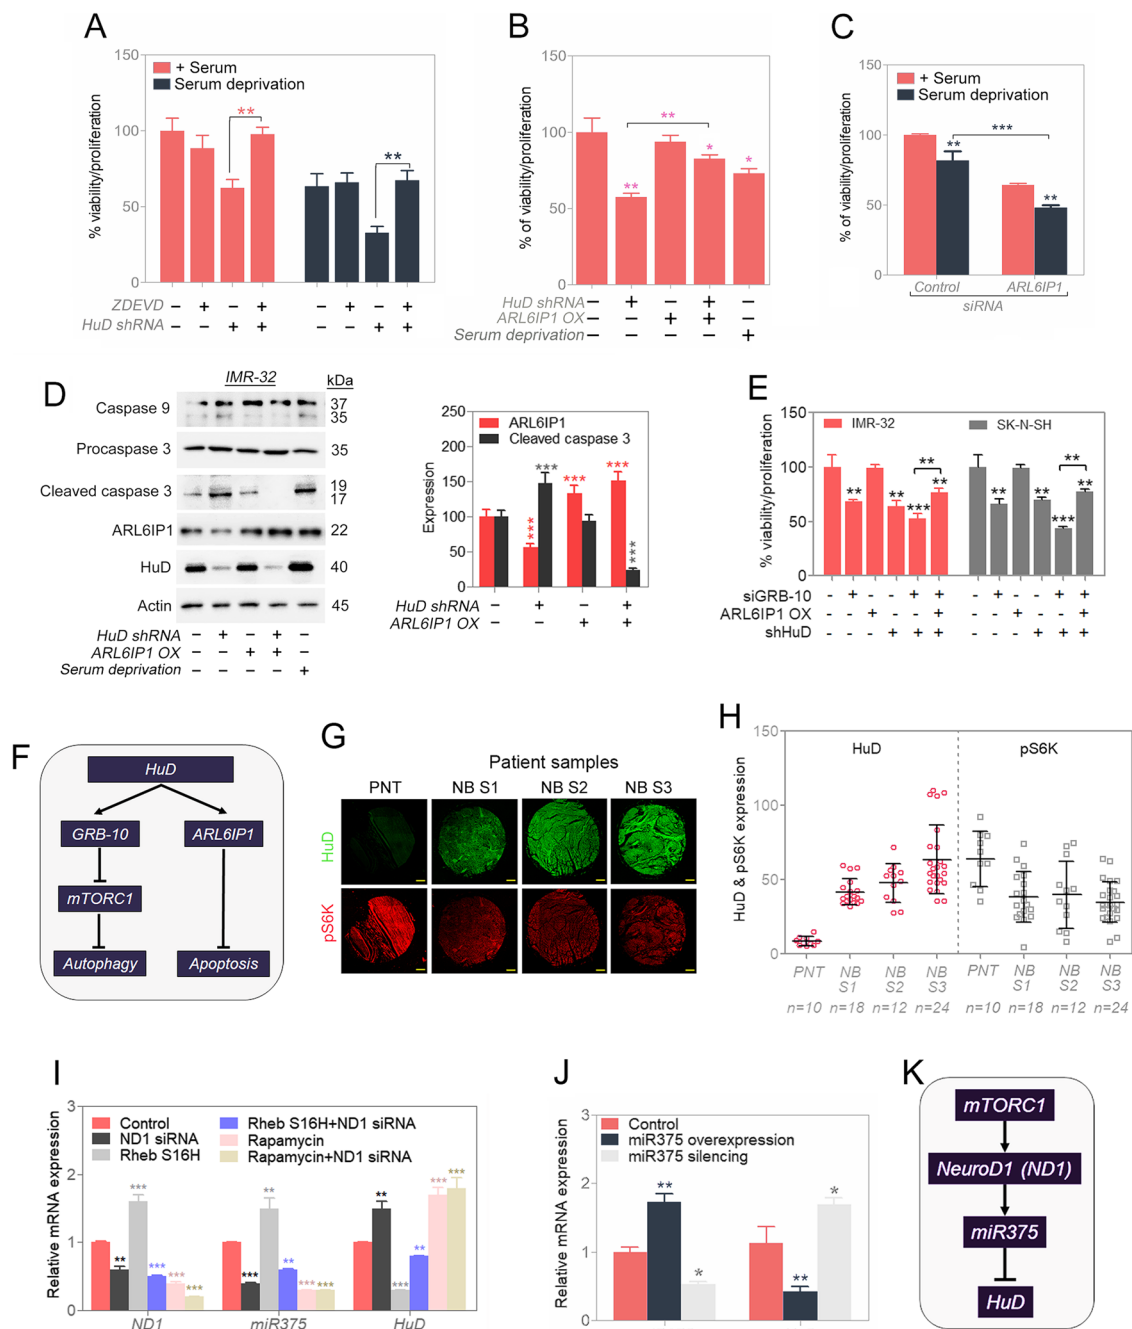 A
150
100
50
0
% viability/proliferation
+ Serum
Serum deprivation
**
**
ZDEVD – + – + – + – +
HuD shRNA – – + + – – + +
B
150
100
50
0
% of viability/proliferation
**
**
*
*
HuD shRNA – + – + –
ARL6IP1 OX – – + + –
Serum deprivation – – – – +
C
150
100
50
0
% of viability/proliferation
+ Serum
Serum deprivation
***
**
**
Control ARL6IP1
siRNA
D
IMR-32 kDa
Caspase 9 37
35
Procaspase 3 35
Cleaved caspase 3 19
17
ARL6IP1 22
HuD 40
Actin 45
HuD shRNA – + – + –
ARL6IP1 OX – – + + –
Serum deprivation – – – – +
250
200
150
100
50
0
Expression
ARL6IP1
Cleaved caspase 3
***
***
***
***
***
HuD shRNA – + – +
ARL6IP1 OX – – + +
E
150
100
50
0
% viability/proliferation
IMR-32
SK-N-SH
** ** *** ** **
** ** *** ** **
siGRB-10 - + - - + + - + - - + +
ARL6IP1 OX - - + - - + - - + - - +
shHuD - - - + + + - - - + + +
F
HuD
GRB-10 ARL6IP1
mTORC1
Autophagy Apoptosis
G
Patient samples
PNT NB S1 NB S2 NB S3
HuD
pS6K
H
150
100
50
0
HuD & pS6K expression
HuD pS6K
PNT NB S1 NB S2 NB S3 PNT NB S1 NB S2 NB S3
n=10 n=18 n=12 n=24 n=10 n=18 n=12 n=24
I
3
2
1
0
Relative mRNA expression
Control
ND1 siRNA
Rheb S16H
Rheb S16H+ND1 siRNA
Rapamycin
Rapamycin+ND1 siRNA
** *** *** *** ***
*** ** ** *** ***
** *** ** *** ***
ND1 miR375 HuD
J
3
2
1
0
Relative mRNA expression
Control
miR375 overexpression
miR375 silencing
** *
** *
K
mTORC1
NeuroD1 (ND1)
miR375
HuD